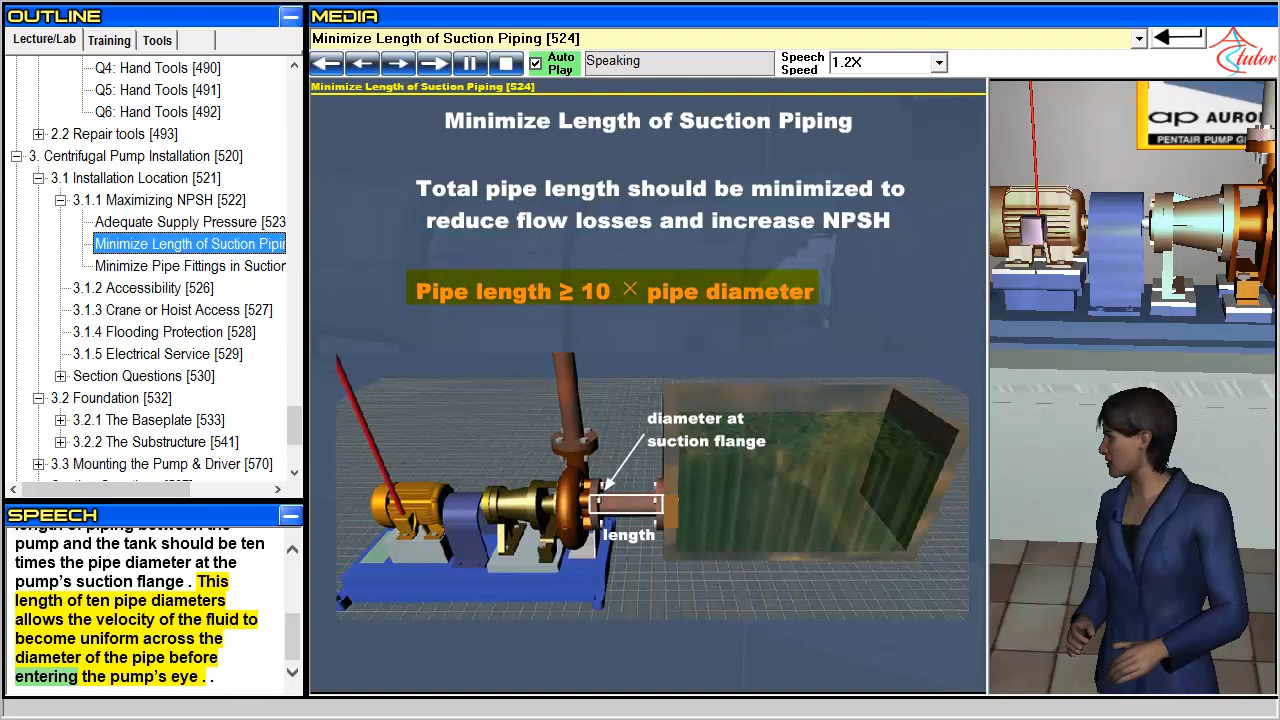 OUTLINE
Lecture/Lab Training Tools
Q4: Hand Tools [490]
Q5: Hand Tools [491]
Q6: Hand Tools [492]
2.2 Repair tools [493]
3. Centrifugal Pump Installation [520]
3.1 Installation Location [521]
3.1.1 Maximizing NPSH [522]
Adequate Supply Pressure [523
Minimize Length of Suction Pipi
Minimize Pipe Fittings in Suction
3.1.2 Accessibility [526]
3.1.3 Crane or Hoist Access [527]
3.1.4 Flooding Protection [528]
3.1.5 Electrical Service [529]
Section Questions [530]
3.2 Foundation [532]
3.2.1 The Baseplate [533]
3.2.2 The Substructure [541]
3.3 Mounting the Pump & Driver [570]
SPEECH
pump and the tank should be ten
times the pipe diameter at the
pump's suction flange . This
length of ten pipe diameters
allows the velocity of the fluid to
become uniform across the
diameter of the pipe before
entering the pump's eye . .
MEDIA
Minimize Length of Suction Piping [524]
Auto
Play
Speaking
Speech
Speed
1.2X
tutor
Minimize Length of Suction Piping [524]
Minimize Length of Suction Piping
Total pipe length should be minimized to
reduce flow losses and increase NPSH
Pipe length ≥ 10 × pipe diameter
diameter at
suction flange
length
ap AURO
PENTAIR PUMP G